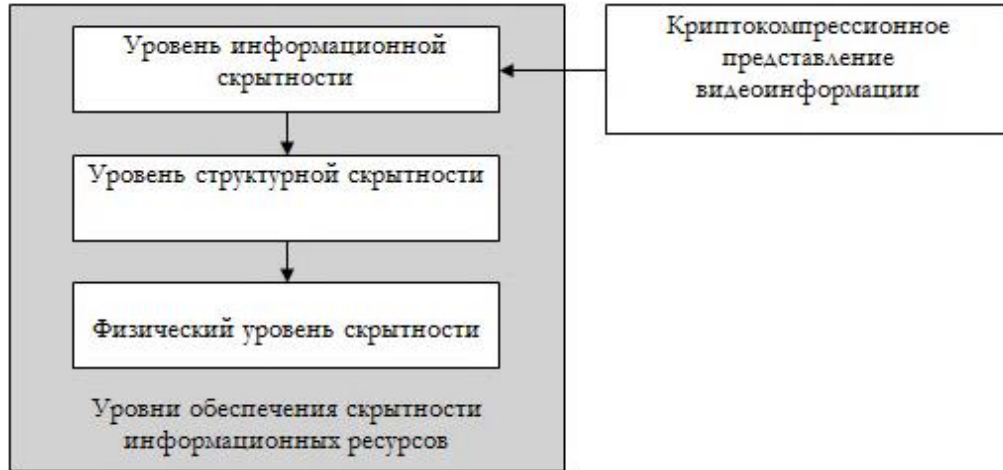 Уровень информационной
скрытности
Криптокомпрессионное
представление
видеоинформации
Уровень структурной скрытности
Физический уровень скрытности
Уровни обеспечения скрытности
информационных ресурсов